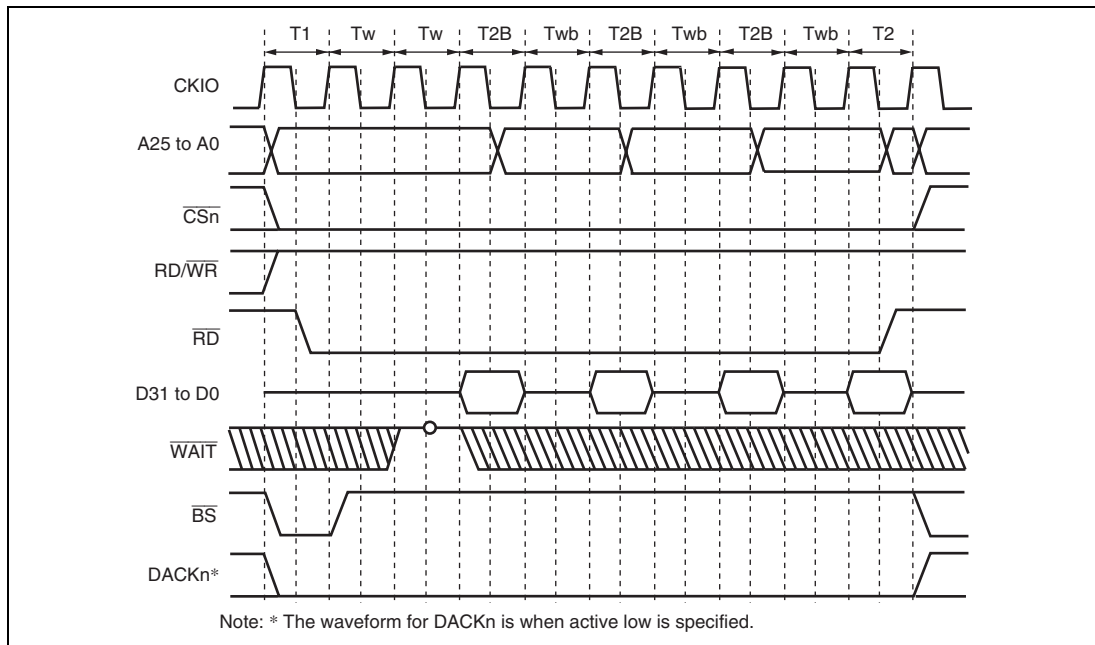 T1 Tw Tw T2B Twb T2B Twb T2B Twb T2
CKIO
A25 to A0
CSn
RD/WR
RD
D31 to D0
WAIT
BS
DACKn*
Note: * The waveform for DACKn is when active low is specified.